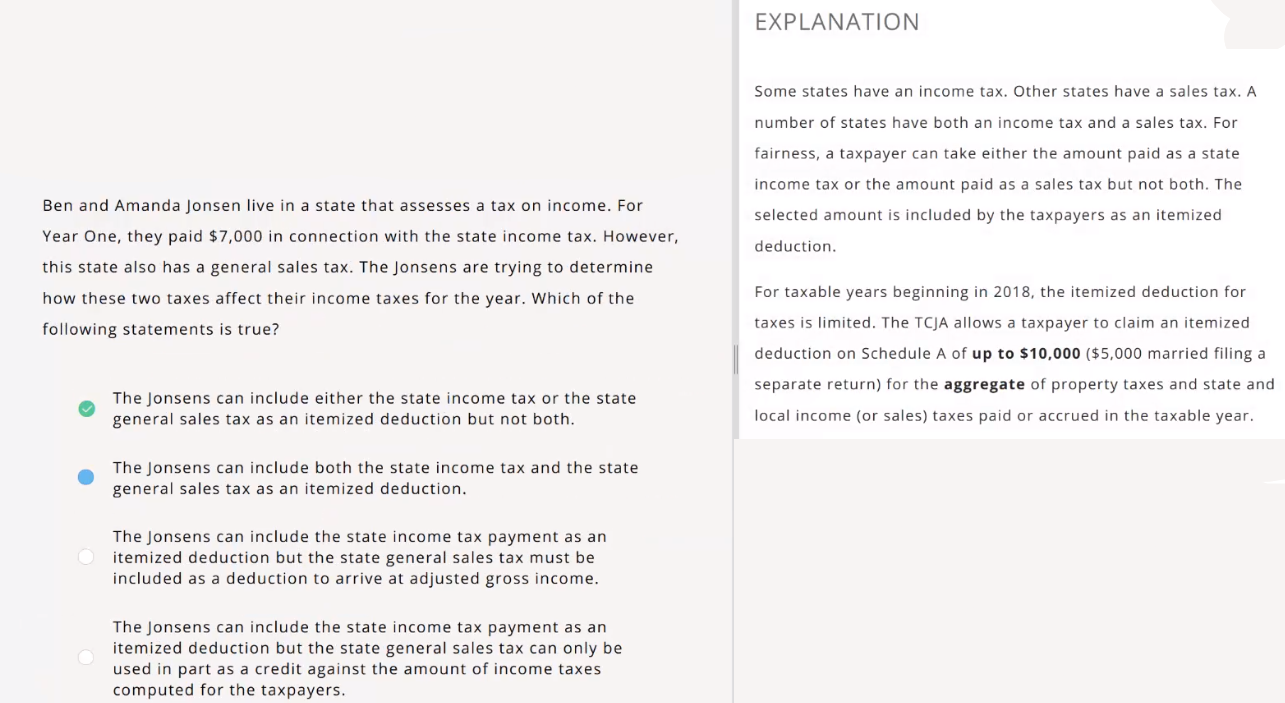 Ben and Amanda Jonsen live in a state that assesses a tax on income. For
Year One, they paid $7,000 in connection with the state income tax. However,
this state also has a general sales tax. The Jonsens are trying to determine
how these two taxes affect their income taxes for the year. Which of the
following statements is true?
The Jonsens can include either the state income tax or the state
general sales tax as an itemized deduction but not both.
The Jonsens can include both the state income tax and the state
general sales tax as an itemized deduction.
The Jonsens can include the state income tax payment as an
itemized deduction but the state general sales tax must be
included as a deduction to arrive at adjusted gross income.
The Jonsens can include the state income tax payment as an
itemized deduction but the state general sales tax can only be
used in part as a credit against the amount of income taxes
computed for the taxpayers.
EXPLANATION
Some states have an income tax. Other states have a sales tax. A
number of states have both an income tax and a sales tax. For
fairness, a taxpayer can take either the amount paid as a state
income tax or the amount paid as a sales tax but not both. The
selected amount is included by the taxpayers as an itemized
deduction.
For taxable years beginning in 2018, the itemized deduction for
taxes is limited. The TCJA allows a taxpayer to claim an itemized
deduction on Schedule A of up to $10,000 ($5,000 married filing a
separate return) for the aggregate of property taxes and state and
local income (or sales) taxes paid or accrued in the taxable year.